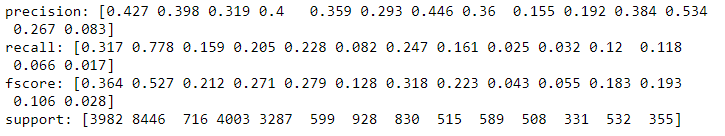 precision: [0.427 0.398 0.319 0.4   0.359 0.293 0.446 0.36  0.155 0.192 0.384 0.534
 0.267 0.083]
recall: [0.317 0.778 0.159 0.205 0.228 0.082 0.247 0.161 0.025 0.032 0.12  0.118
 0.066 0.017]
fscore: [0.364 0.527 0.212 0.271 0.279 0.128 0.318 0.223 0.043 0.055 0.183 0.193
 0.106 0.028]
support: [3982 8446  716 4003 3287  599  928  830  515  589  508  331  532  355]